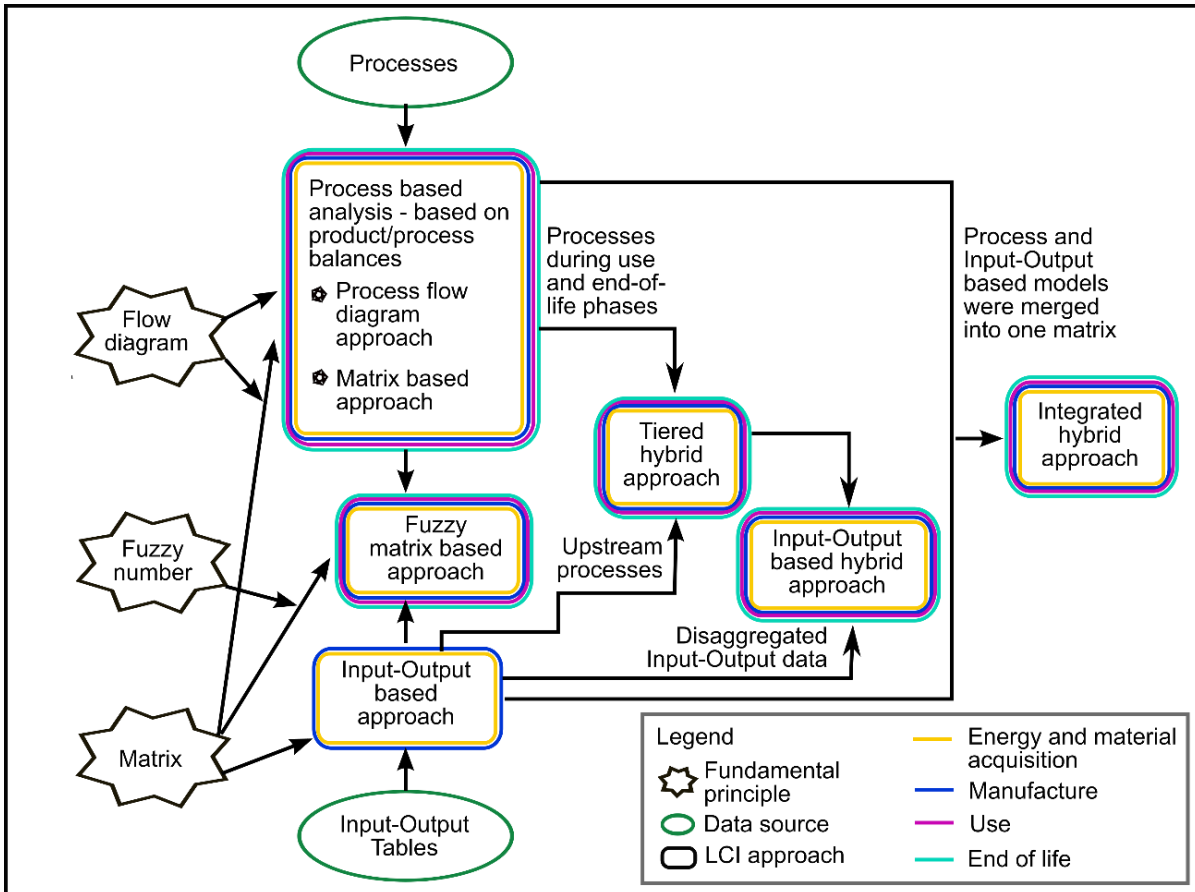 Processes
Process based
analysis - based on
product/process
balances
Process flow
diagram approach
approach
Matrix based
approach
Processes
during use
and end-of-
life phases
Process and
Input-Output
based models
were merged
into one matrix
Flow
diagram
Tiered
hybrid
approach
Integrated
hybrid
approach
Fuzzy
number
Fuzzy
matrix based
approach
Upstream
processes
Input-Output
based hybrid
approach
Disaggregated
Input-Output data
Input-Output
based
approach
Matrix
Input-Output
Tables
Legend
Fundamental
principle
Data source
LCI approach
Energy and material
acquisition
Manufacture
Use
End of life